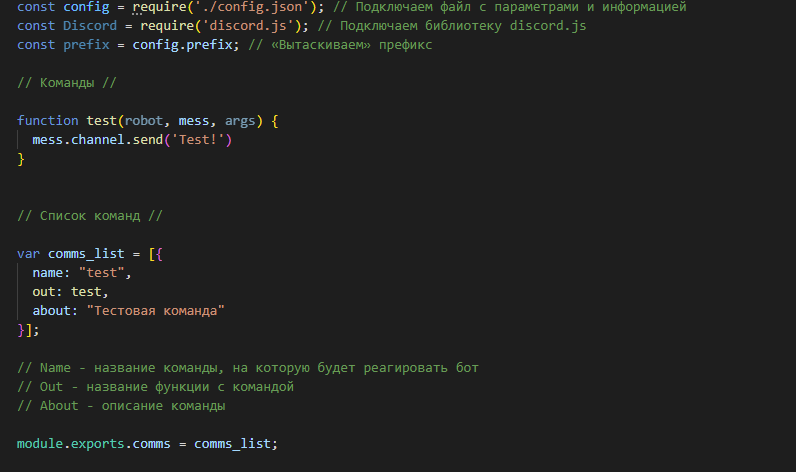 const config = require('./config.json'); // Подключаем файл с параметрами и информацией
const Discord = require('discord.js'); // Подключаем библиотеку discord.js
const prefix = config.prefix; // «Вытаскиваем» префикс
// Команды //
function test(robot, mess, args) {
mess.channel.send('Test!')
}
// Список команд //
var comms_list = [{
name: "test",
out: test,
about: "Тестовая команда"
}];
// Name - название команды, на которую будет реагировать бот
// Out - название функции с командой
// About - описание команды
module.exports.comms = comms_list;